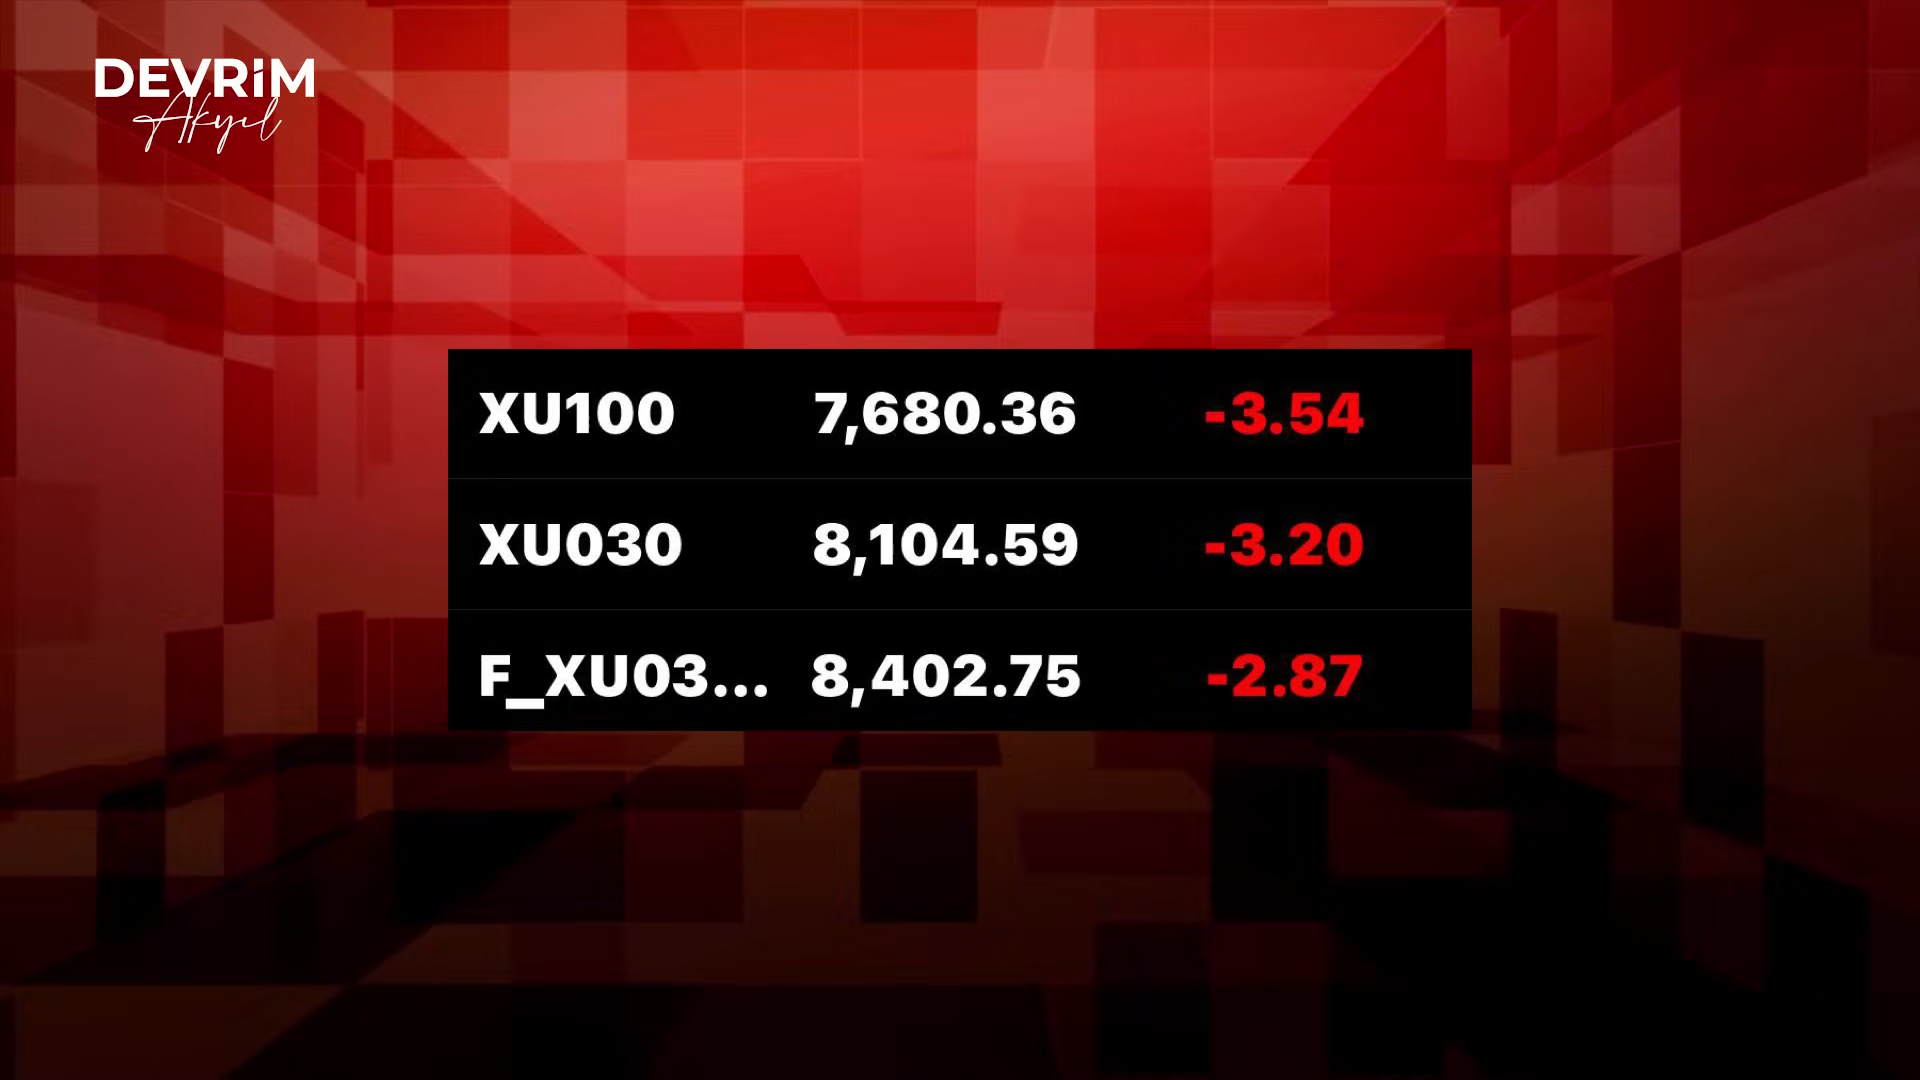 DEVRİM
Akyıl
XU100 7,680.36 -3.54
XU030 8,104.59 -3.20
F_XU03... 8,402.75 -2.87